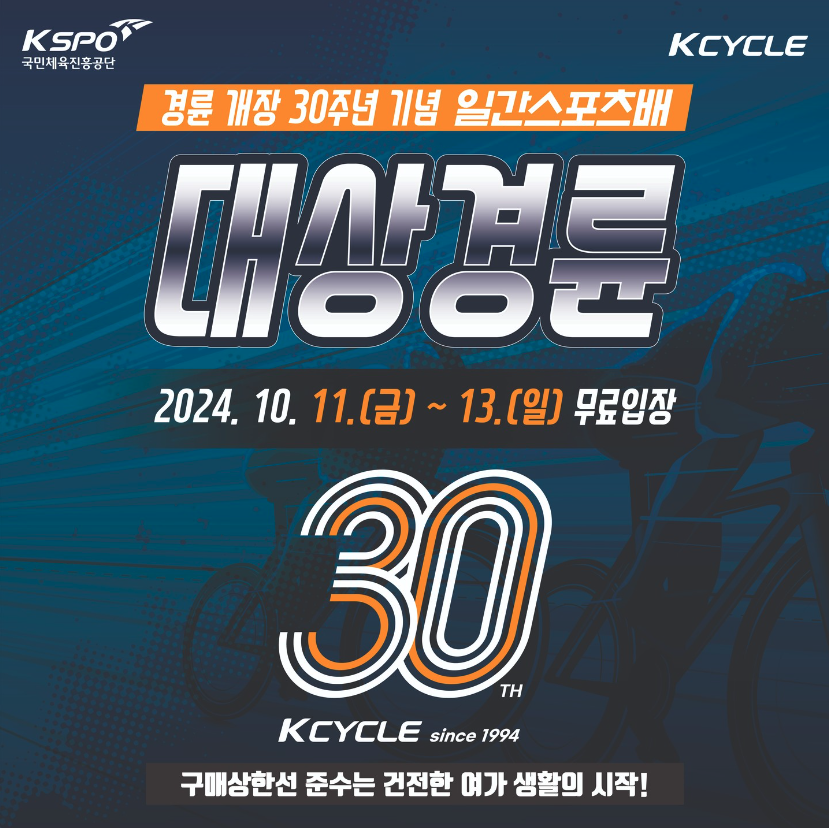 KSPO
국민체육진흥공단
KCYCLE
경륜 개장 30주년 기념 일간스포츠배
대상경륜
2024. 10. 11.(금) ~ 13.(일) 무료입장
30TH
KCYCLE since 1994
구매상한선 준수는 건전한 여가 생활의 시작!